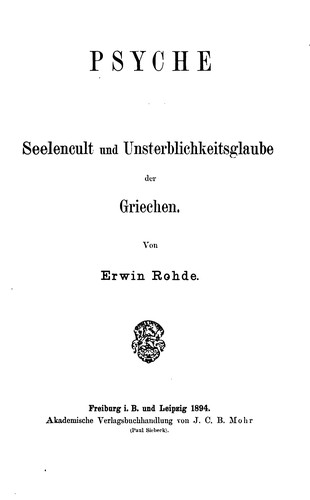 PSYCHE
Seelencult und Unsterblichkeitsglaube
der
Griechen.
Von
Erwin Rohde.
Freiburg i. B. und Leipzig 1894.
Akademische Verlagsbuchhandlung von J. C. B. Mohr
(Paul Siebeck).